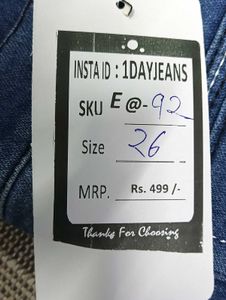 INSTA ID : 1DAYJEANS
SKU E @- 92
Size 26
MRP. Rs. 499 /-
Thanks For Choosing